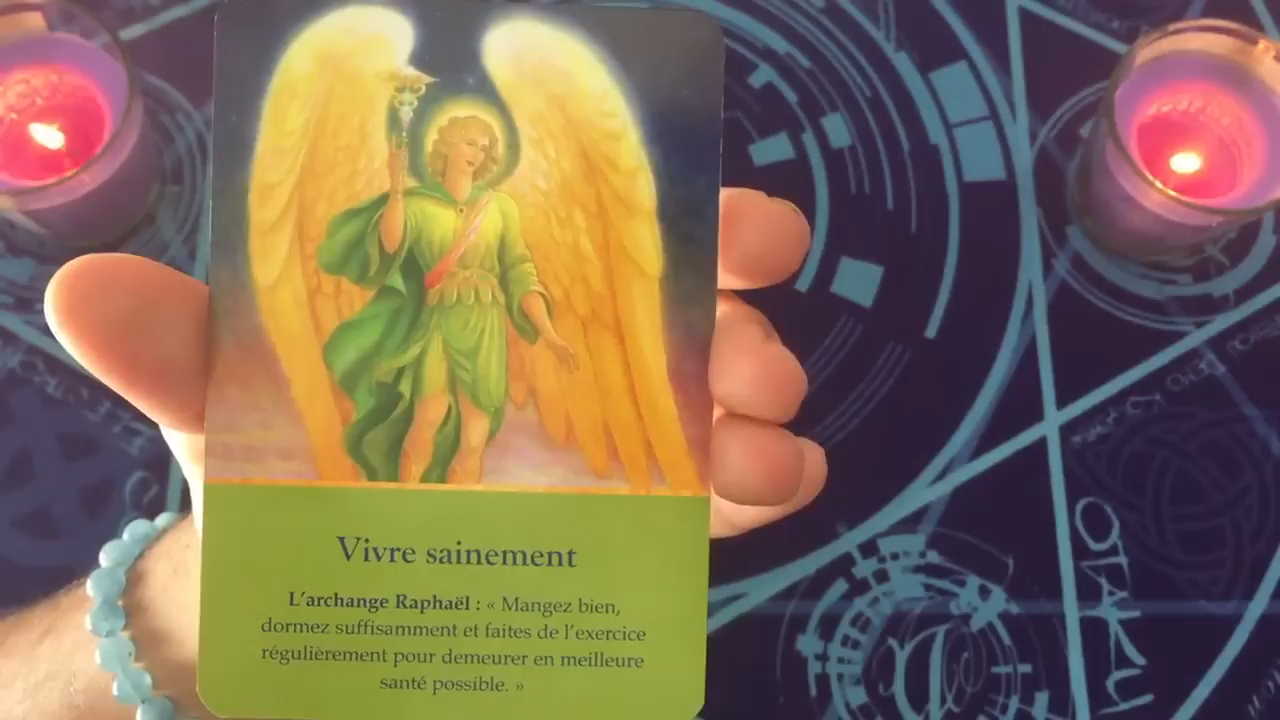 Vivre sainement
L'archange Raphaël : « Mangez bien,
dormez suffisamment et faites de l'exercice
régulièrement pour demeurer en meilleure
santé possible. »
OTAKU